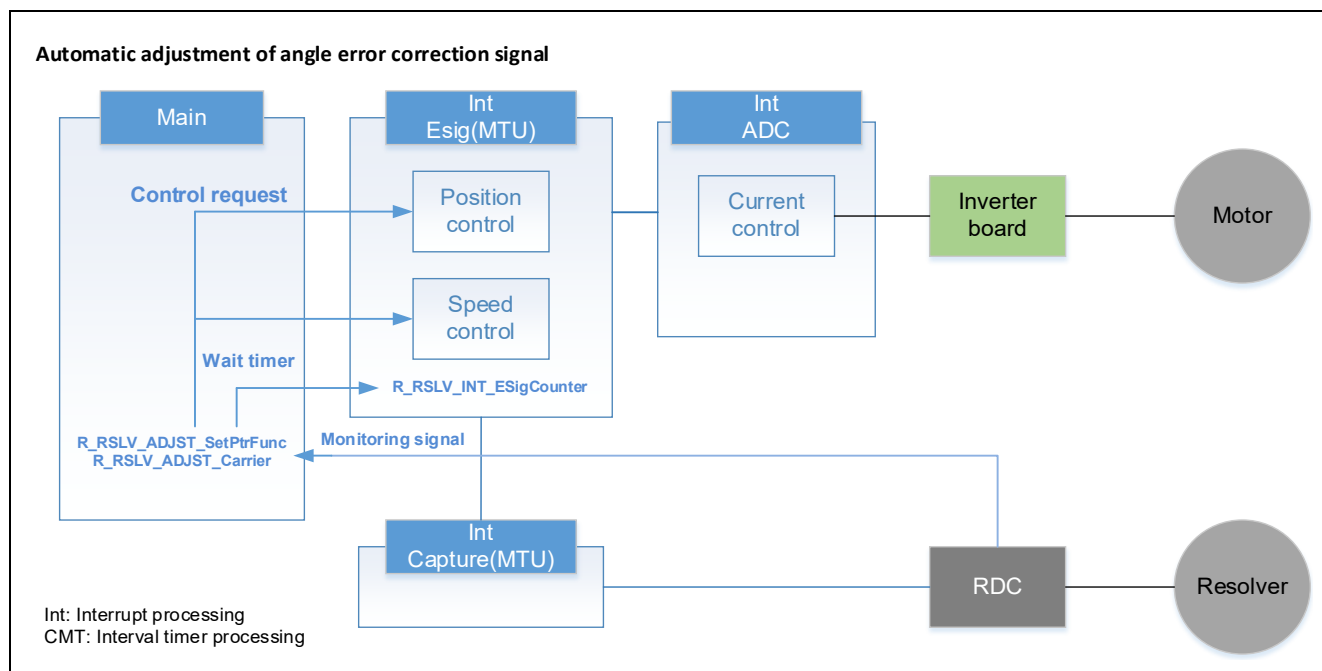 Automatic adjustment of angle error correction signal
Main
Int
Esig(MTU)
Int
ADC
Control request
Position
control
Current
control
Inverter
board
Motor
Speed
control
Wait timer
R_RSLV_INT_ESigCounter
R_RSLV_ADJST_SetPtrFunc
R_RSLV_ADJST_Carrier
Monitoring signal
Int
Capture(MTU)
RDC
Resolver
Int: Interrupt processing
CMT: Interval timer processing